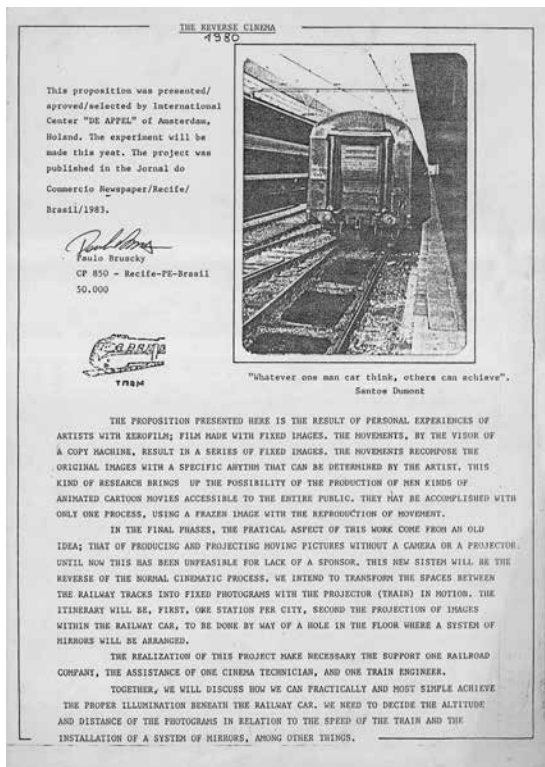 THE REVERSE CINEMA
1980
This proposition was presented/
aproved/selected by International
Center "DE APPEL" of Amsterdam,
Holand. The experiment will be
made this year. The project was
published in the Jornal do
Commercio Newspaper/Recife/
Brasil/1983.
Paulo Bruscky
CP 850 - Recife-PE-Brasil
50.000
TRAM
"Whatever one man car think, others can achieve".
Santos Dumont
THE PROPOSITION PRESENTED HERE IS THE RESULT OF PERSONAL EXPERIENCES OF
ARTISTS WITH XEROFILM; FILM MADE WITH FIXED IMAGES. THE MOVEMENTS, BY THE VISOR OF
A COPY MACHINE, RESULT IN A SERIES OF FIXED IMAGES. THE MOVEMENTS RECOMPOSE THE
ORIGINAL IMAGES WITH A SPECIFIC RHYTHM THAT CAN BE DETERMINED BY THE ARTIST. THIS
KIND OF RESEARCH BRINGS UP THE POSSIBILITY OF THE PRODUCTION OF MEN KINDS OF
ANIMATED CARTOON MOVIES ACCESSIBLE TO THE ENTIRE PUBLIC. THEY MAY BE ACCOMPLISHED WITH
ONLY ONE PROCESS, USING A FRAZEN IMAGE WITH THE REPRODUCTION OF MOVEMENT.
IN THE FINAL PHASES, THE PRATICAL ASPECT OF THIS WORK COME FROM AN OLD
IDEA; THAT OF PRODUCING AND PROJECTING MOVING PICTURES WITHOUT A CAMERA OR A PROJECTOR.
UNTIL NOW THIS HAS BEEN UNFEASIBLE FOR LACK OF A SPONSOR. THIS NEW SISTEM WILL BE THE
REVERSE OF THE NORMAL CINEMATIC PROCESS. WE INTEND TO TRANSFORM THE SPACES BETWEEN
THE RAILWAY TRACKS INTO FIXED PHOTOGRAMS WITH THE PROJECTOR (TRAIN) IN MOTION. THE
ITINERARY WILL BE, FIRST, ONE STATION PER CITY, SECOND THE PROJECTION OF IMAGES
WITHIN THE RAILWAY CAR, TO BE DONE BY WAY OF A HOLE IN THE FLOOR WHERE A SYSTEM OF
MIRRORS WILL BE ARRANGED.
THE REALIZATION OF THIS PROJECT MAKE NECESSARY THE SUPPORT ONE RAILROAD
COMPANY, THE ASSISTANCE OF ONE CINEMA TECHNICIAN, AND ONE TRAIN ENGINEER.
TOGETHER, WE WILL DISCUSS HOW WE CAN PRACTICALLY AND MOST SIMPLE ACHIEVE
THE PROPER ILLUMINATION BENEATH THE RAILWAY CAR. WE NEED TO DECIDE THE ALTITUDE
AND DISTANCE OF THE PHOTOGRAMS IN RELATION TO THE SPEED OF THE TRAIN AND THE
INSTALLATION OF A SYSTEM OF MIRRORS, AMONG OTHER THINGS.